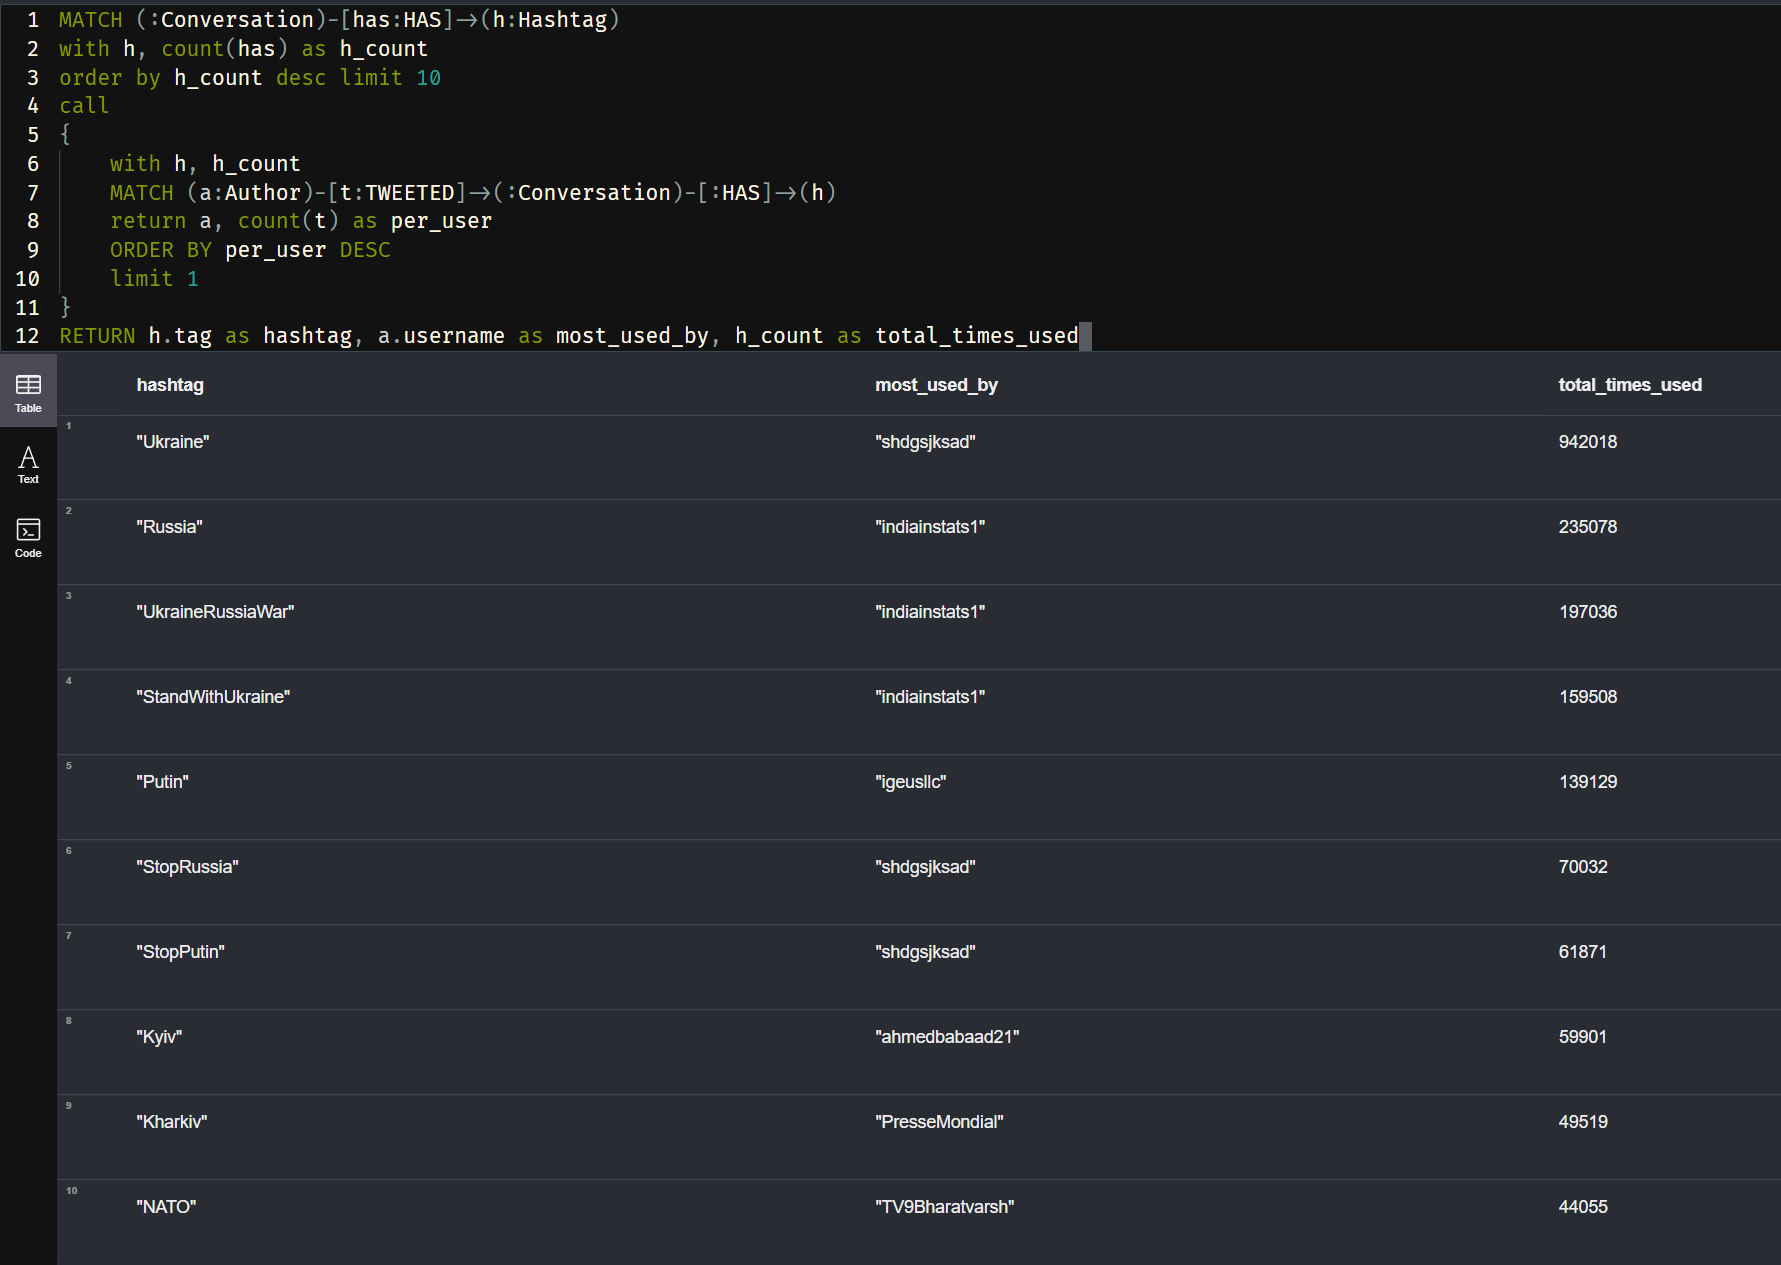 1 MATCH (:Conversation)-[has:HAS]→(h:Hashtag)
2 with h, count(has) as h_count
3 order by h_count desc limit 10
4 call
5 {
6 with h, h_count
7 MATCH (a:Author)-[t:TWEETED]→(:Conversation)-[:HAS]→(h)
8 return a, count(t) as per_user
9 ORDER BY per_user DESC
10 limit 1
11 }
12 RETURN h.tag as hashtag, a.username as most_used_by, h_count as total_times_used
Table
Text
Code
hashtag most_used_by total_times_used
1 "Ukraine" "shdgsjksad" 942018
2 "Russia" "indiainstats1" 235078
3 "UkraineRussiaWar" "indiainstats1" 197036
4 "StandWithUkraine" "indiainstats1" 159508
5 "Putin" "igeusllc" 139129
6 "StopRussia" "shdgsjksad" 70032
7 "StopPutin" "shdgsjksad" 61871
8 "Kyiv" "ahmedbabaad21" 59901
9 "Kharkiv" "PresseMondial" 49519
10 "NATO" "TV9Bharatvarsh" 44055